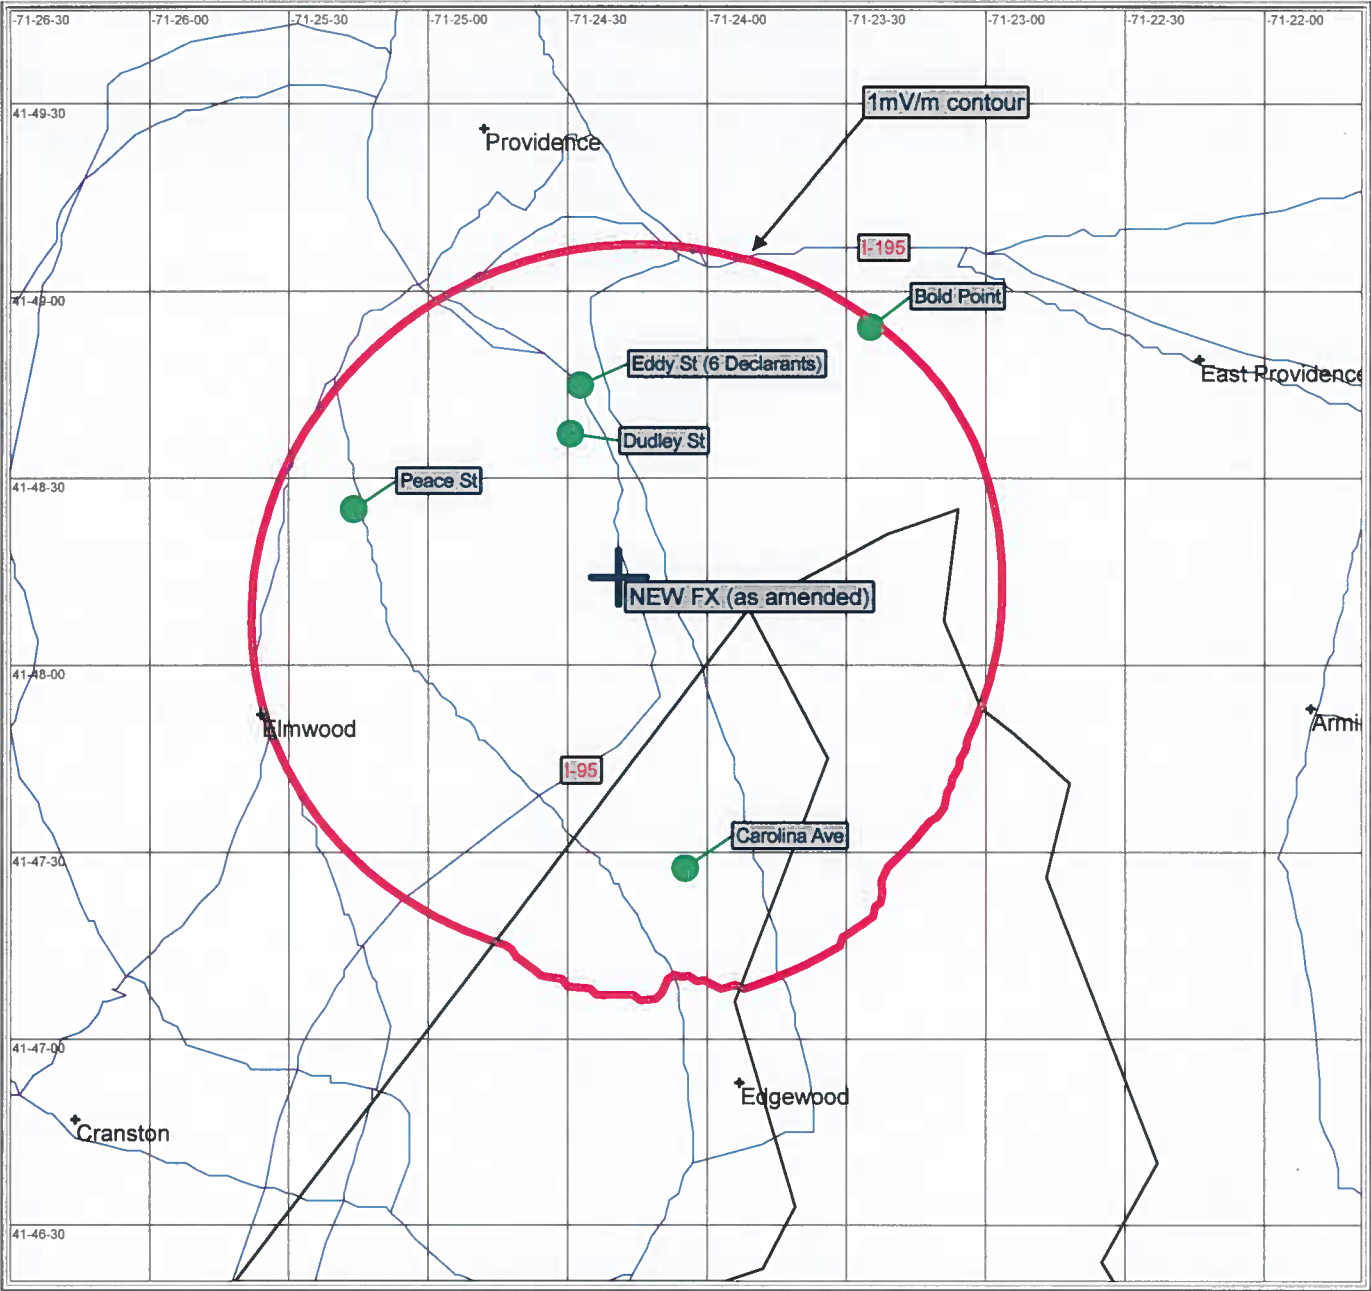 -71-26-30
-71-26-00
-71-25-30
-71-25-00
-71-24-30
-71-24-00
-71-23-30
-71-23-00
-71-22-30
-71-22-00
1mV/m contour
41-49-30
Providence
I-195
Bold Point
41-49-00
Eddy St (6 Declarants)
East Providence
Dudley St
Peace St
41-48-30
NEW FX (as amended)
41-48-00
Elmwood
Armi
I-95
Carolina Ave
41-47-30
41-47-00
Edgewood
Cranston
41-46-30